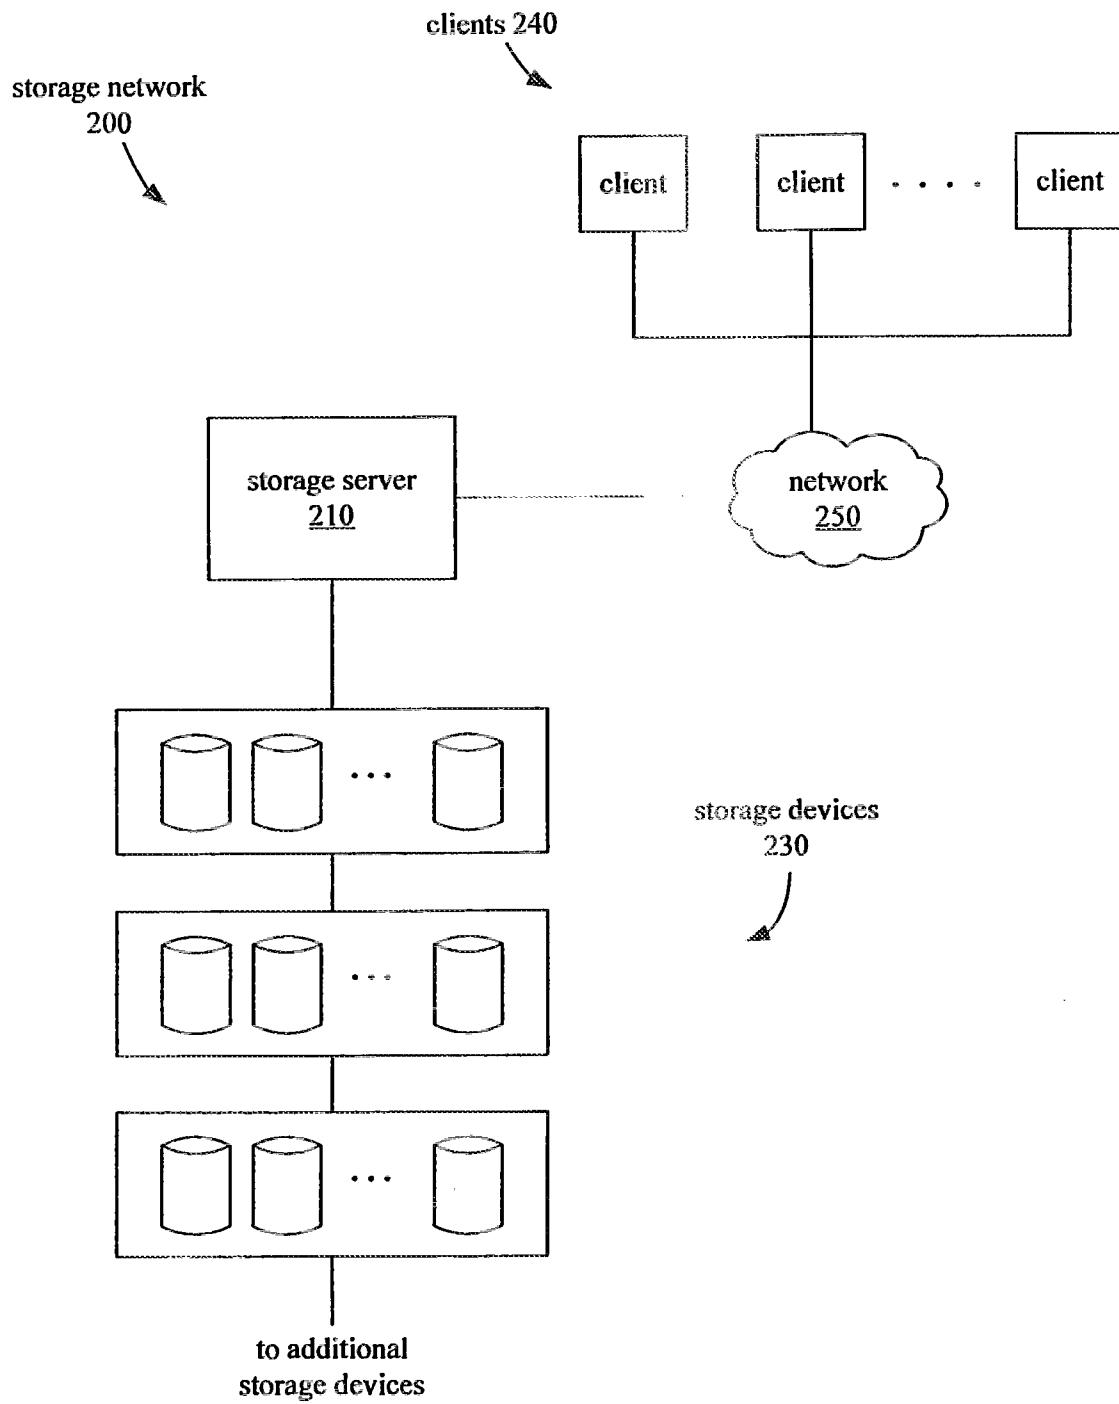 clients 240
storage network
200
client
client
client
storage server
210
network
250
storage devices
230
to additional
storage devices